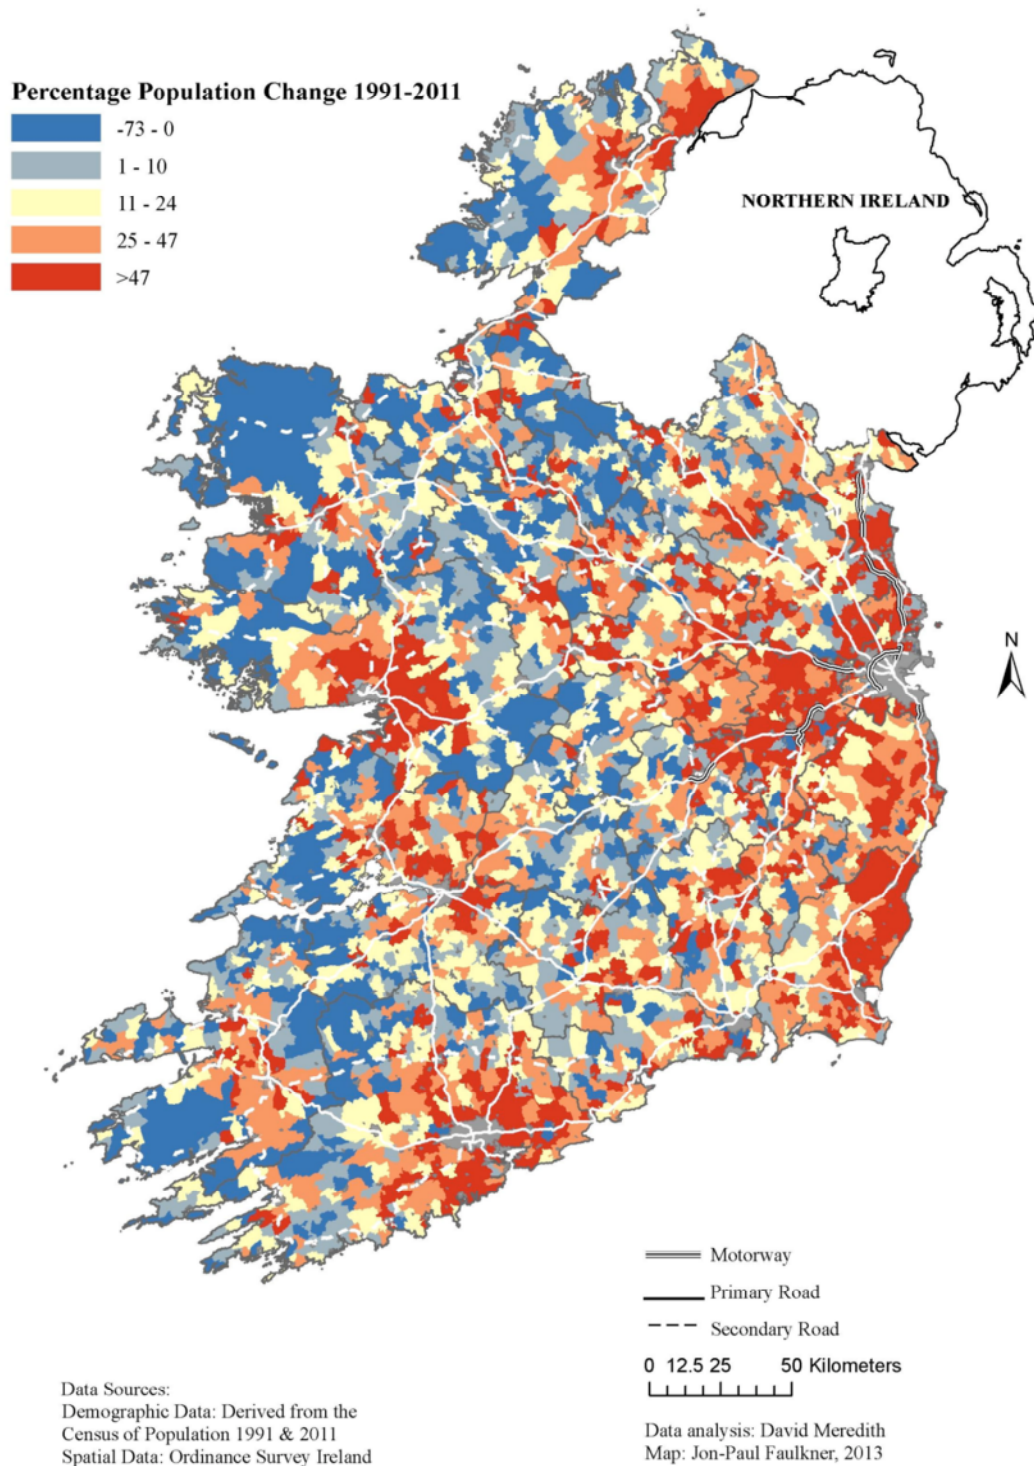 Percentage Population Change 1991-2011
-73 - 0
1 - 10
11 - 24
25 - 47
>47
NORTHERN IRELAND
N
Motorway
Primary Road
Secondary Road
0 12.5 25 50 Kilometers
Data Sources:
Demographic Data: Derived from the
Census of Population 1991 & 2011
Spatial Data: Ordinance Survey Ireland
Data analysis: David Meredith
Map: Jon-Paul Faulkner, 2013